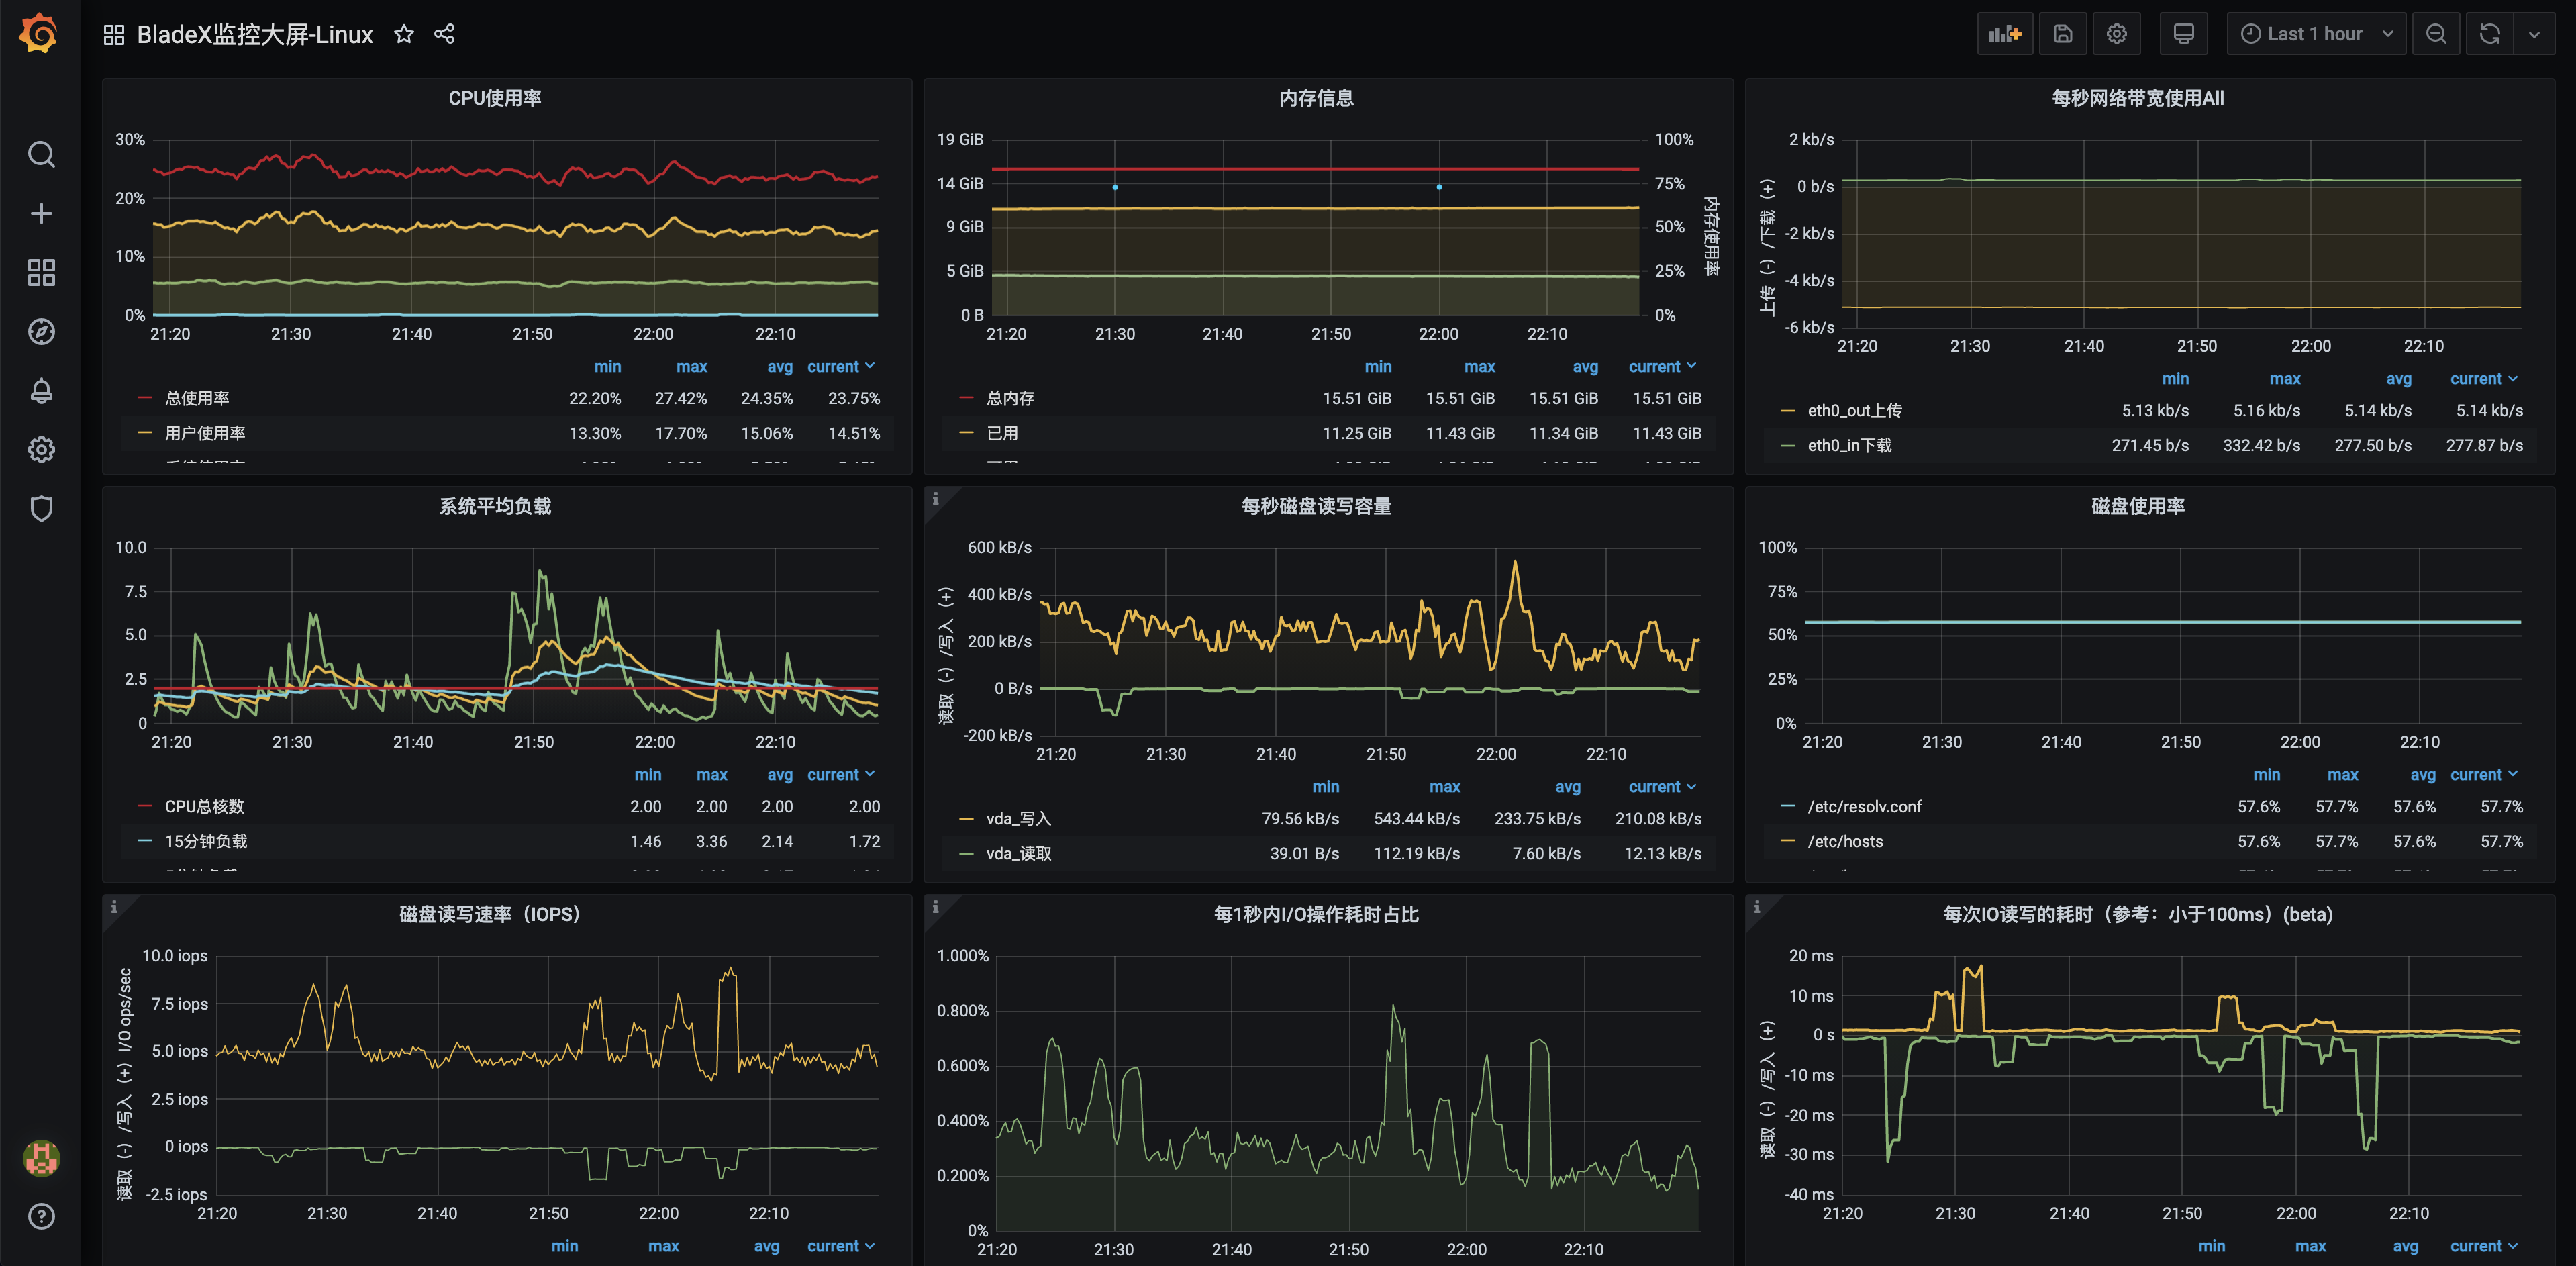 BladeX监控大屏-Linux
Last 1 hour
CPU使用率
30%
20%
10%
0%
21:20 21:30 21:40 21:50 22:00 22:10
min max avg current
总使用率 22.20% 27.42% 24.35% 23.75%
用户使用率 13.30% 17.70% 15.06% 14.51%
内存信息
19 GiB 100%
14 GiB 75%
9 GiB 50%
5 GiB 25%
0 B 0%
内存使用率
21:20 21:30 21:40 21:50 22:00 22:10
min max avg current
总内存 15.51 GiB 15.51 GiB 15.51 GiB 15.51 GiB
已用 11.25 GiB 11.43 GiB 11.34 GiB 11.43 GiB
每秒网络带宽使用All
上传（-）/下载（+）
2 kb/s
0 b/s
-2 kb/s
-4 kb/s
-6 kb/s
21:20 21:30 21:40 21:50 22:00 22:10
min max avg current
eth0_out上传 5.13 kb/s 5.16 kb/s 5.14 kb/s 5.14 kb/s
eth0_in下载 271.45 b/s 332.42 b/s 277.50 b/s 277.87 b/s
系统平均负载
10.0
7.5
5.0
2.5
0
21:20 21:30 21:40 21:50 22:00 22:10
min max avg current
CPU总核数 2.00 2.00 2.00 2.00
15分钟负载 1.46 3.36 2.14 1.72
每秒磁盘读写容量
读取（-）/写入（+）
600 kB/s
400 kB/s
200 kB/s
0 B/s
-200 kB/s
21:20 21:30 21:40 21:50 22:00 22:10
min max avg current
vda_写入 79.56 kB/s 543.44 kB/s 233.75 kB/s 210.08 kB/s
vda_读取 39.01 B/s 112.19 kB/s 7.60 kB/s 12.13 kB/s
磁盘使用率
100%
75%
50%
25%
0%
21:20 21:30 21:40 21:50 22:00 22:10
min max avg current
/etc/resolv.conf 57.6% 57.7% 57.6% 57.7%
/etc/hosts 57.6% 57.7% 57.6% 57.7%
磁盘读写速率（IOPS）
读取（-）/写入（+）I/O ops/sec
10.0 iops
7.5 iops
5.0 iops
2.5 iops
0 iops
-2.5 iops
21:20 21:30 21:40 21:50 22:00 22:10
min max avg current
每1秒内I/O操作耗时占比
1.000%
0.800%
0.600%
0.400%
0.200%
0%
21:20 21:30 21:40 21:50 22:00 22:10
每次IO读写的耗时（参考：小于100ms）(beta)
读取（-）/写入（+）
20 ms
10 ms
0 s
-10 ms
-20 ms
-30 ms
-40 ms
21:20 21:30 21:40 21:50 22:00 22:10
min max avg current